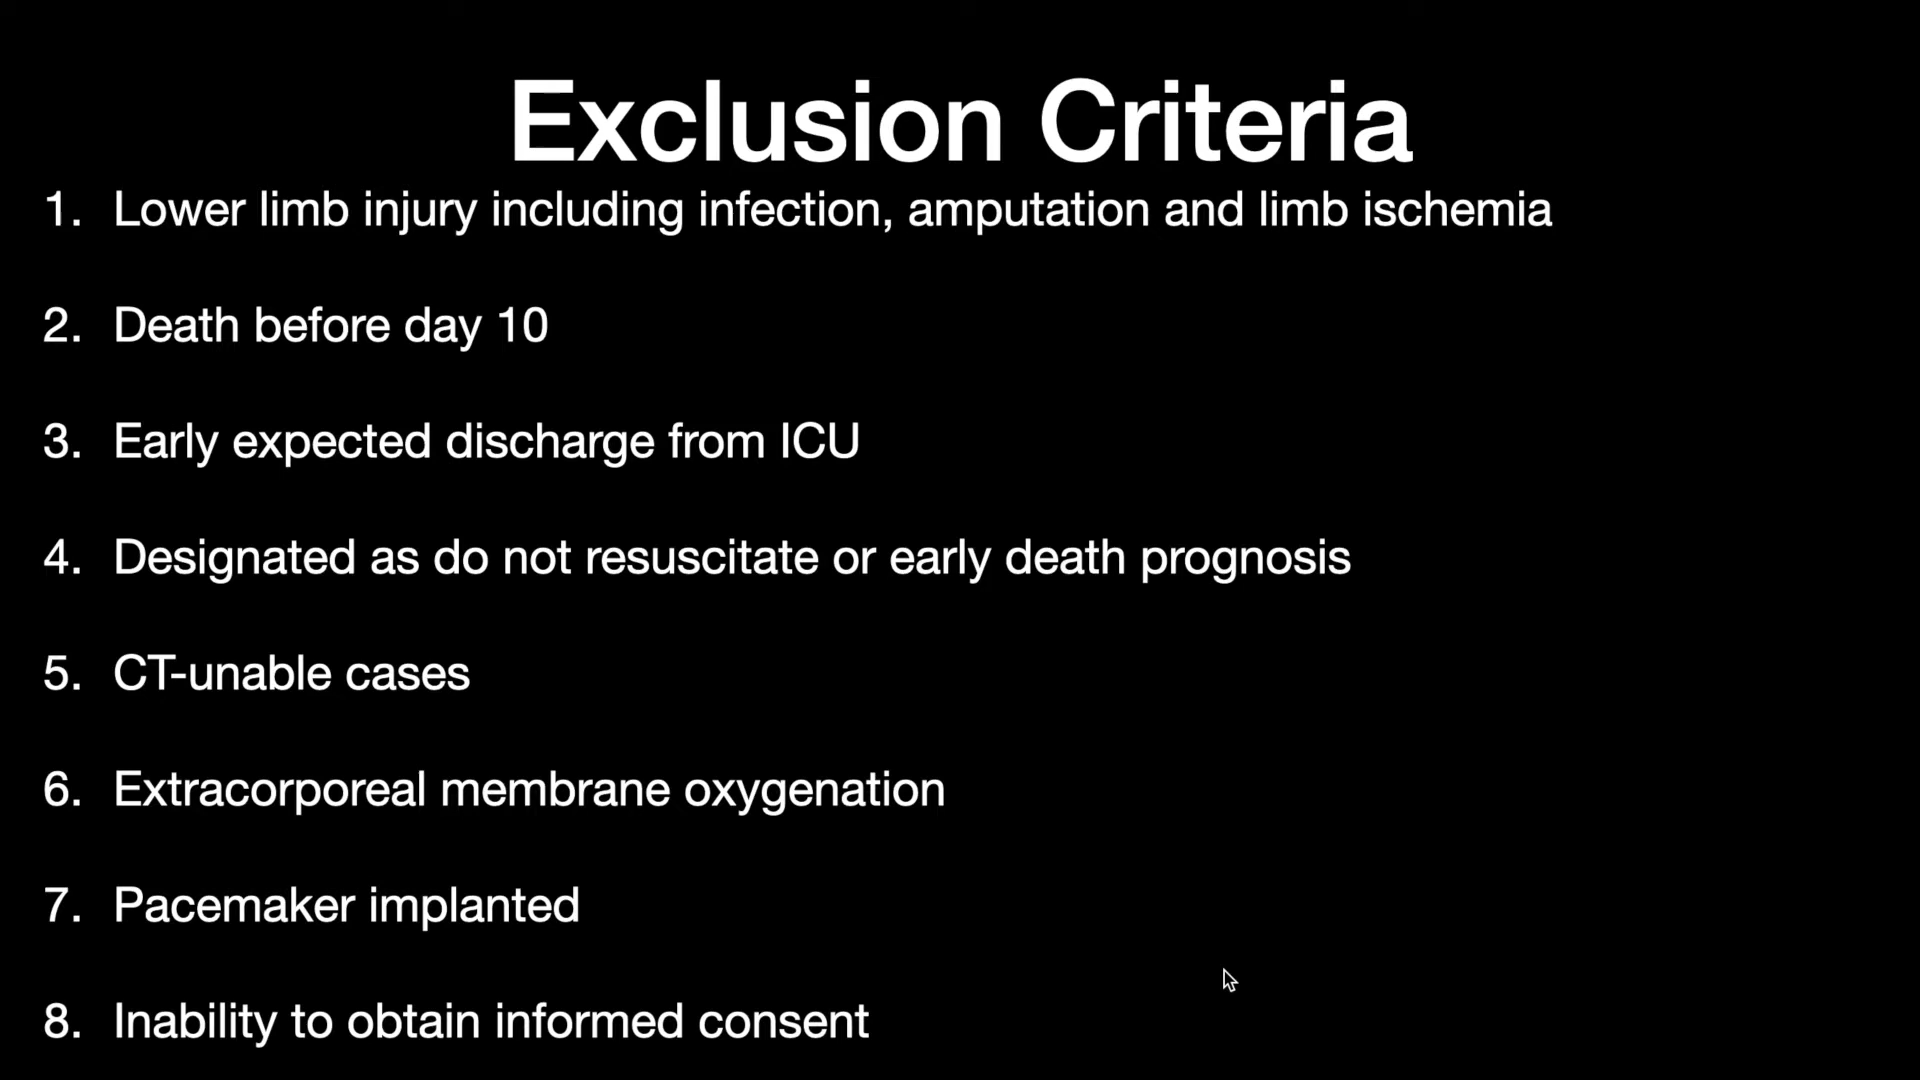 Exclusion Criteria
1. Lower limb injury including infection, amputation and limb ischemia
2. Death before day 10
3. Early expected discharge from ICU
4. Designated as do not resuscitate or early death prognosis
5. CT-unable cases
6. Extracorporeal membrane oxygenation
7. Pacemaker implanted
8. Inability to obtain informed consent